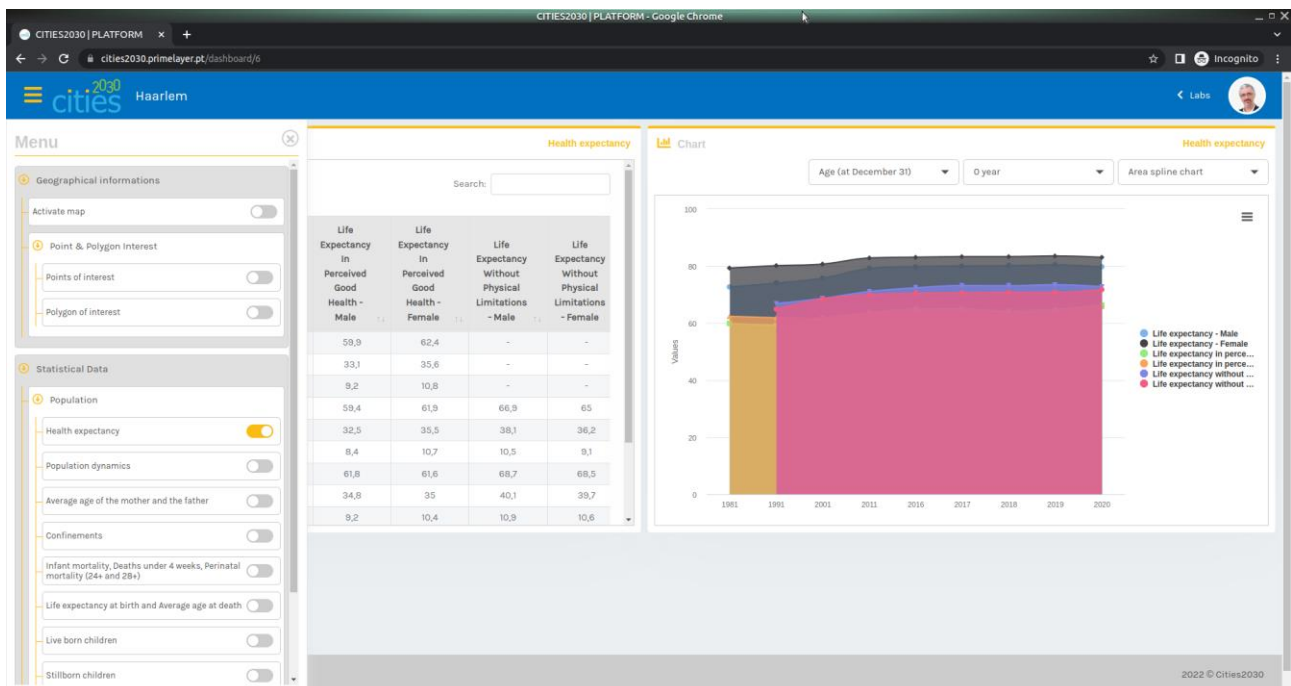 CITIES2030 | PLATFORM - Google Chrome
CITIES2030 | PLATFORM
cities2030.primelayer.pt/dashboard/6
Incognito
2030
cities
Haarlem
Labs
Menu
Geographical informations
Activate map
Point & Polygon Interest
Points of interest
Polygon of interest
Statistical Data
Population
Health expectancy
Population dynamics
Average age of the mother and the father
Confinements
Infant mortality, Deaths under 4 weeks, Perinatal
mortality (24+ and 28+)
Life expectancy at birth and Average age at death
Live born children
Stillborn children
Health expectancy
Search:
Life Expectancy In Perceived Good Health - Male
Life Expectancy In Perceived Good Health - Female
Life Expectancy Without Physical Limitations - Male
Life Expectancy Without Physical Limitations - Female
59,9 62,4 - -
33,1 35,6 - -
9,2 10,8 - -
59,4 61,9 66,9 65
32,5 35,5 38,1 36,2
8,4 10,7 10,5 9,1
61,8 61,6 68,7 68,5
34,8 35 40,1 39,7
9,2 10,4 10,9 10,6
Chart
Health expectancy
Age (at December 31)
0 year
Area spline chart
Values
100
80
60
40
20
0
1981 1991 2001 2011 2016 2017 2018 2019 2020
Life expectancy - Male
Life expectancy - Female
Life expectancy in perce...
Life expectancy in perce...
Life expectancy without ...
Life expectancy without ...
2022 © Cities2030